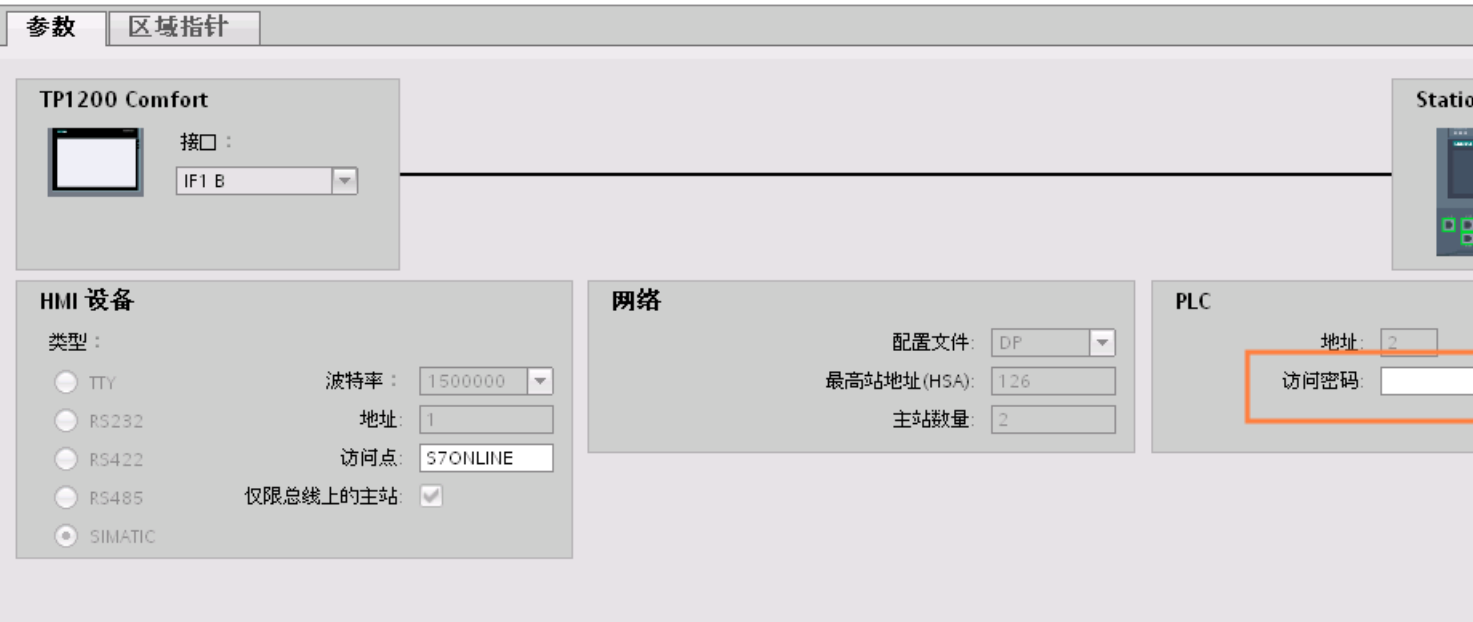 参数 区域指针
TP1200 Comfort
接口：
IF1 B
HMI 设备
类型：
TTY
RS232
RS422
RS485
SIMATIC
波特率： 1500000
地址: 1
访问点: S7ONLINE
仅限总线上的主站:
网络
配置文件: DP
最高站地址(HSA): 126
主站数量: 2
PLC
地址: 2
访问密码: